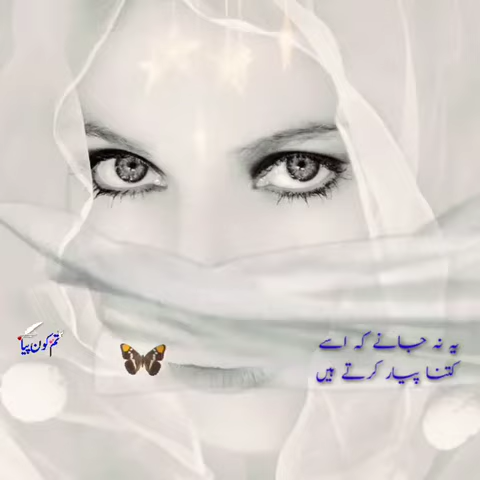 یہ نہ جانے کہ اسے
کتنا پیار کرتے ہیں
تم کون پیا